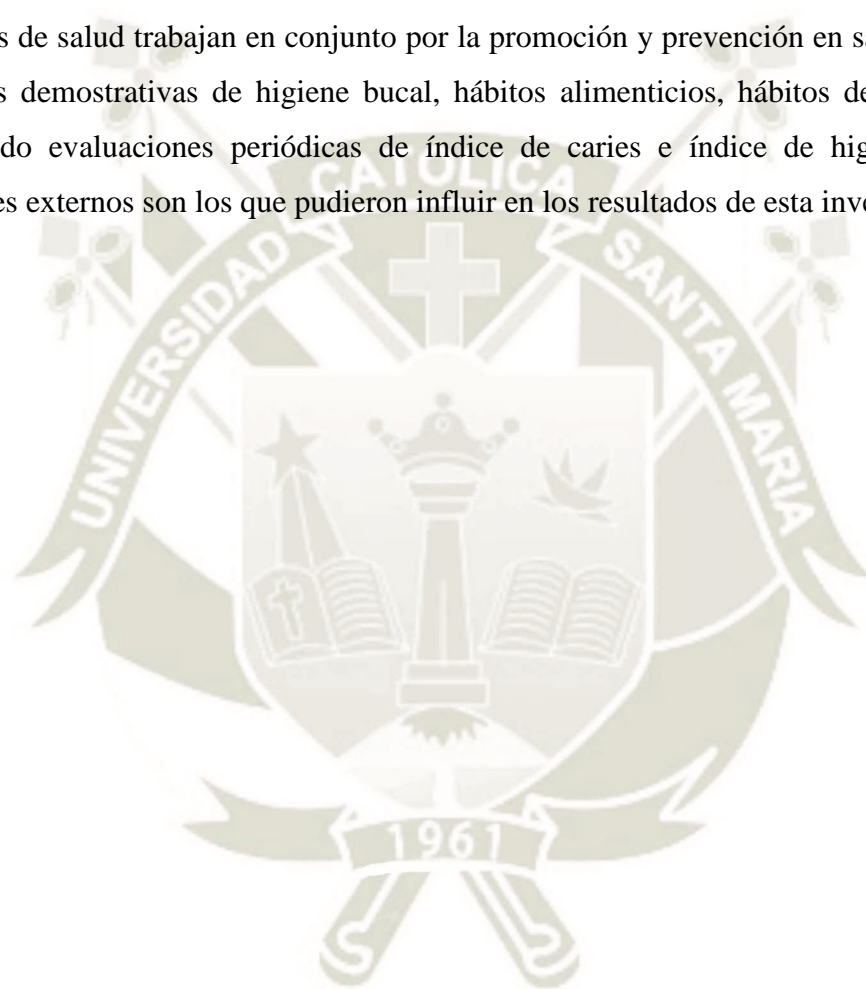 s de salud trabajan en conjunto por la promoción y prevención en sa
s demostrativas de higiene bucal, hábitos alimenticios, hábitos de
do evaluaciones periódicas de índice de caries e índice de hig
es externos son los que pudieron influir en los resultados de esta inve
UNIVERSIDAD CATOLICA SANTA MARIA
1961